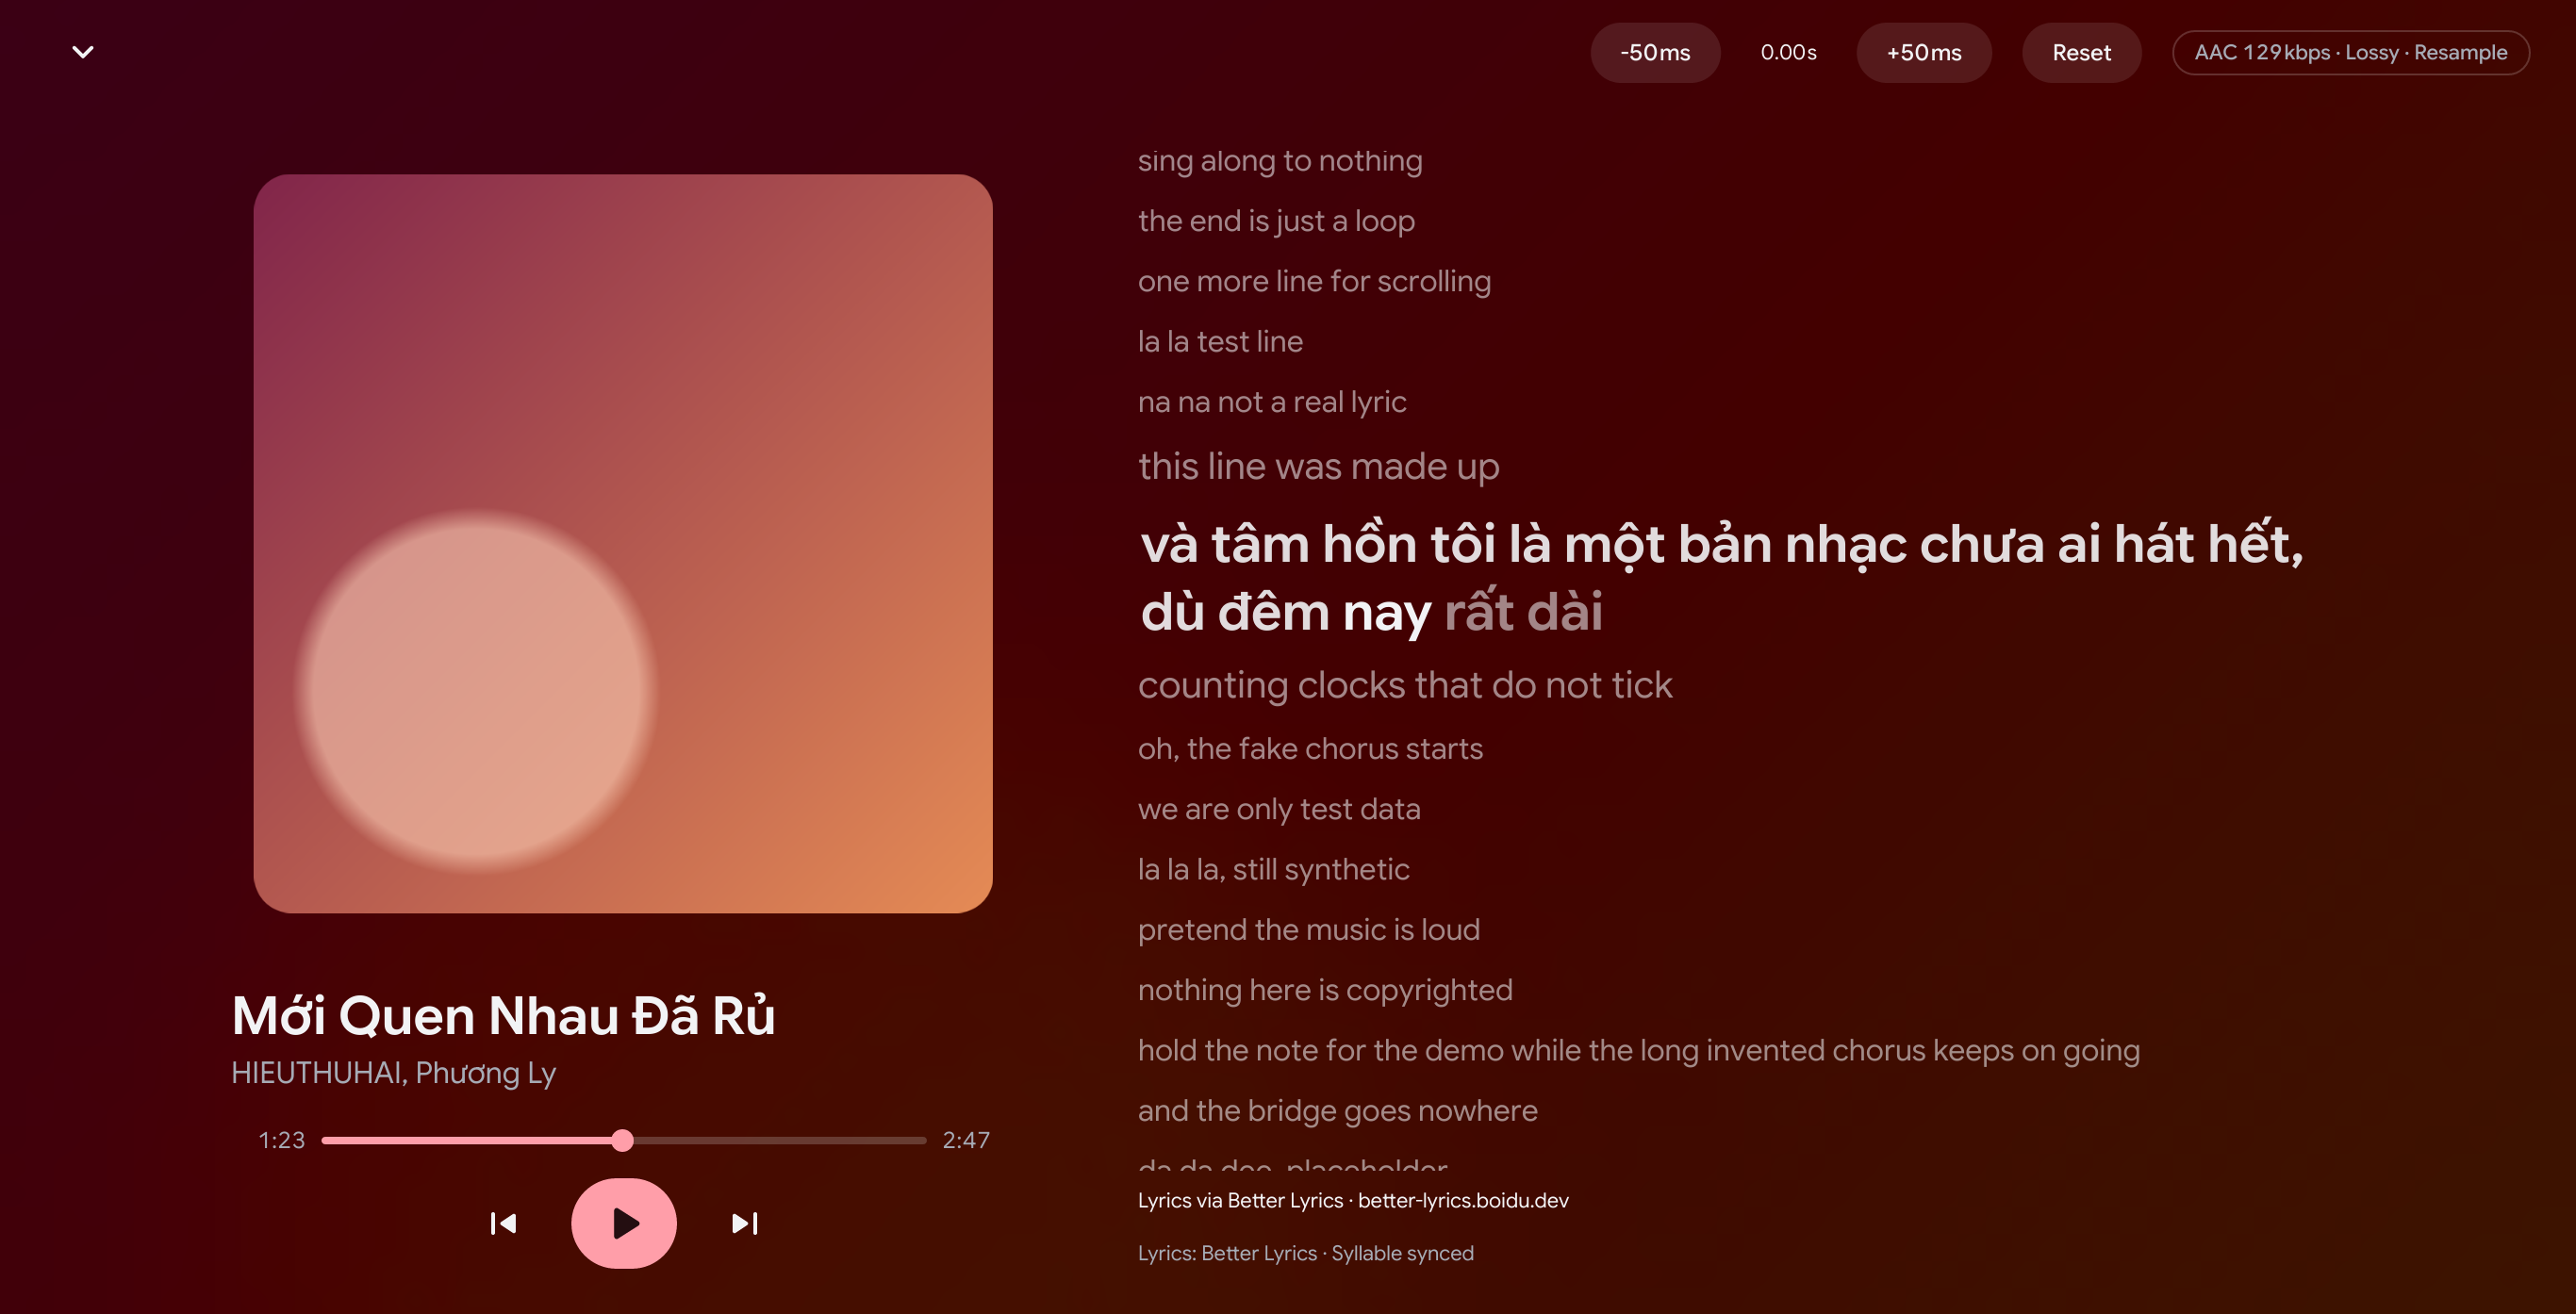 -50ms 0.00s +50ms Reset AAC 129kbps · Lossy · Resample
sing along to nothing
the end is just a loop
one more line for scrolling
la la test line
na na not a real lyric
this line was made up
và tâm hồn tôi là một bản nhạc chưa ai hát hết,
dù đêm nay rất dài
counting clocks that do not tick
oh, the fake chorus starts
we are only test data
la la la, still synthetic
pretend the music is loud
nothing here is copyrighted
hold the note for the demo while the long invented chorus keeps on going
and the bridge goes nowhere
da da dee, placeholder
Lyrics via Better Lyrics · better-lyrics.boidu.dev
Lyrics: Better Lyrics · Syllable synced
Mới Quen Nhau Đã Rủ
HIEUTHUHAI, Phương Ly
1:23 2:47